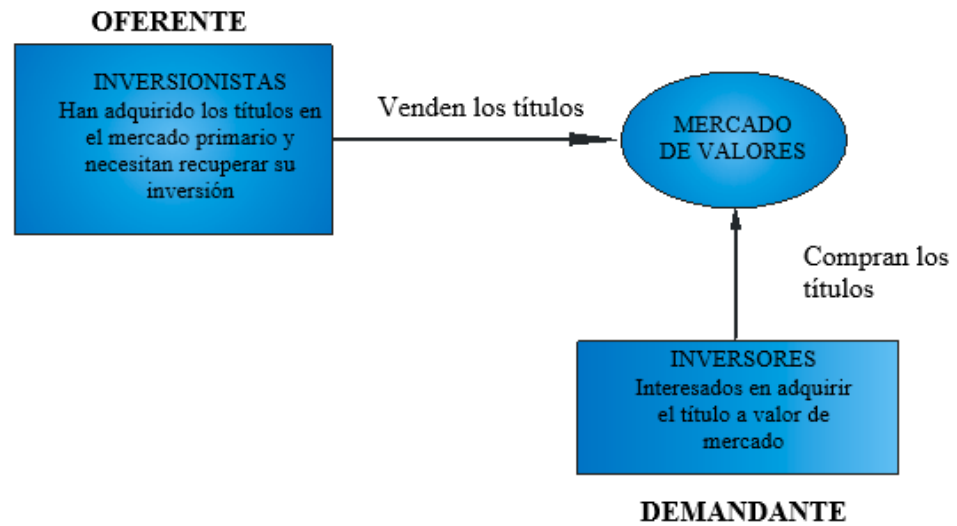 OFERENTE
INVERSIONISTAS
Han adquirido los títulos en
el mercado primario y
necesitan recuperar su
inversión
Venden los títulos
MERCADO
DE VALORES
Compran los
títulos
INVERSORES
Interesados en adquirir
el título a valor de
mercado
DEMANDANTE